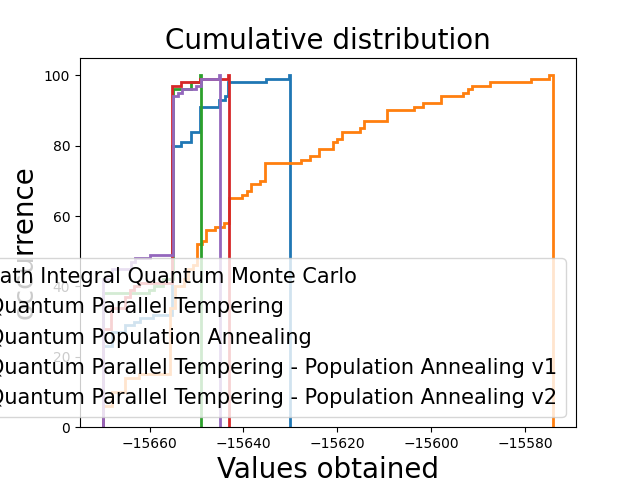 Cumulative distribution
100
80
60
40
20
0
occurrence
ath Integral Quantum Monte Carlo
Quantum Parallel Tempering
Quantum Population Annealing
Quantum Parallel Tempering - Population Annealing v1
Quantum Parallel Tempering - Population Annealing v2
−15660 −15640 −15620 −15600 −15580
Values obtained